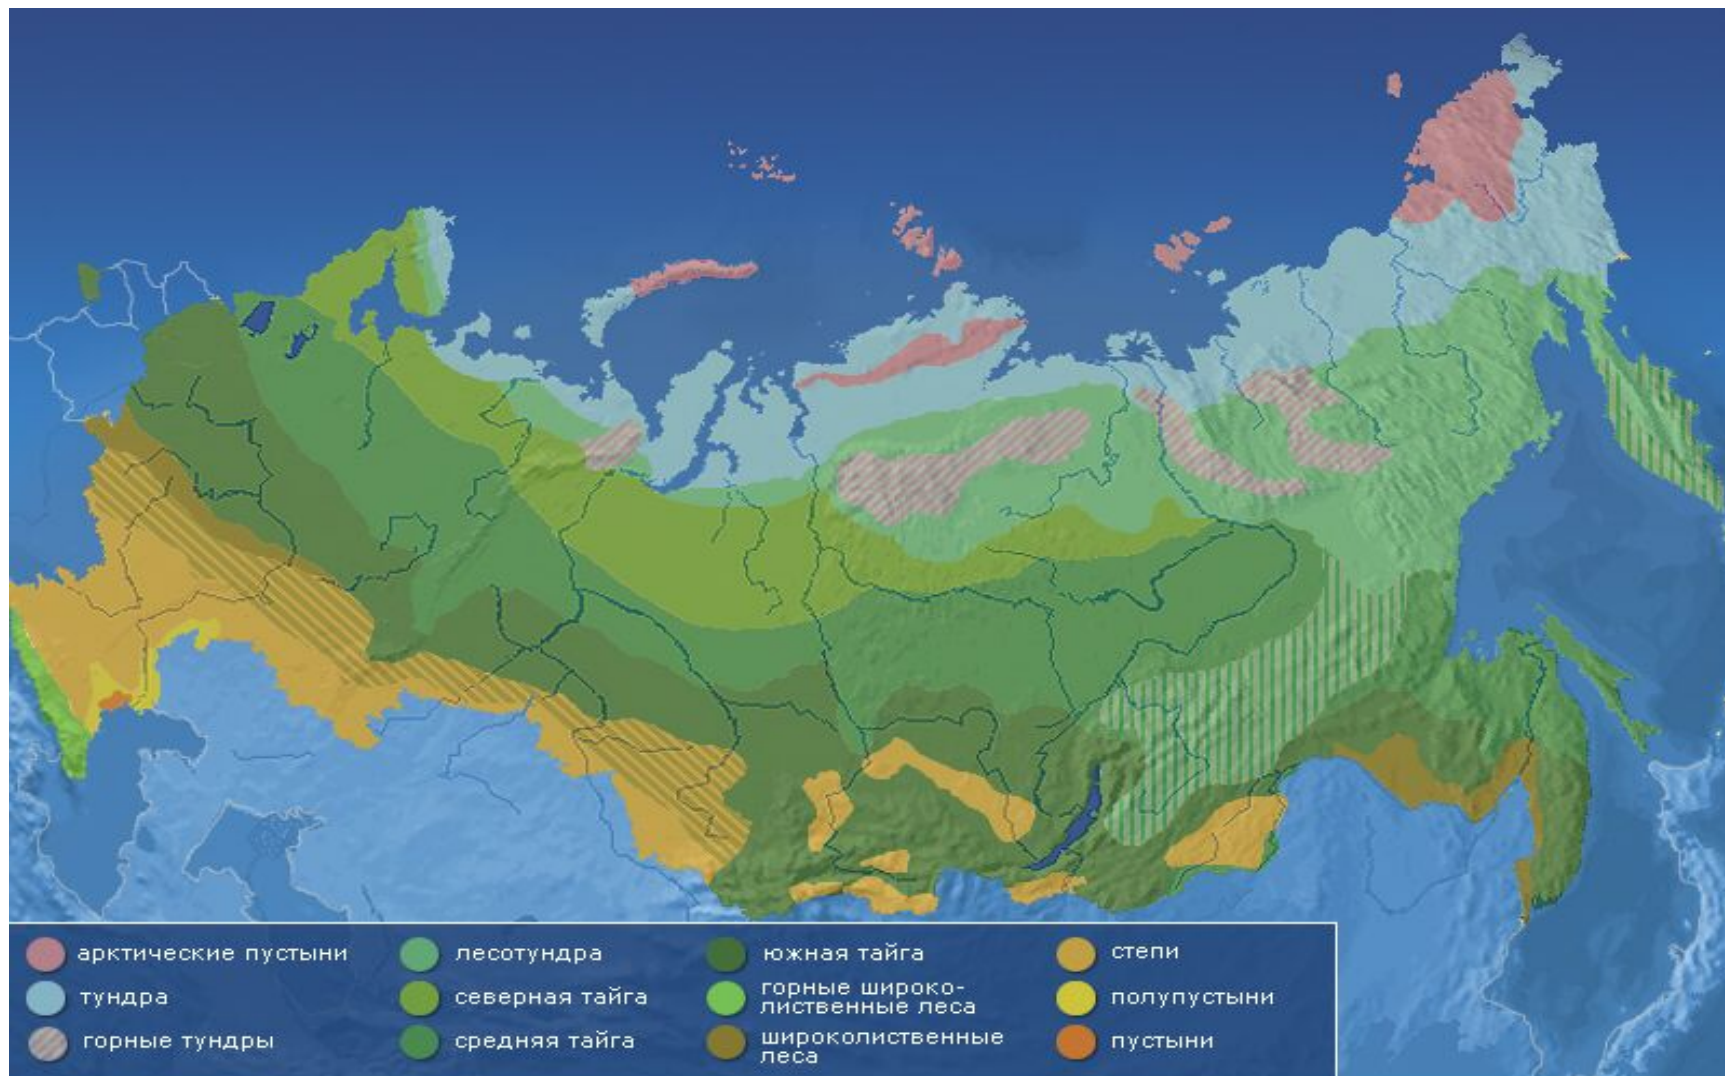 арктические пустыни
тундра
горные тундры
лесотундра
северная тайга
средняя тайга
южная тайга
горные широко-
лиственные леса
широколиственные
леса
степи
полупустыни
пустыни